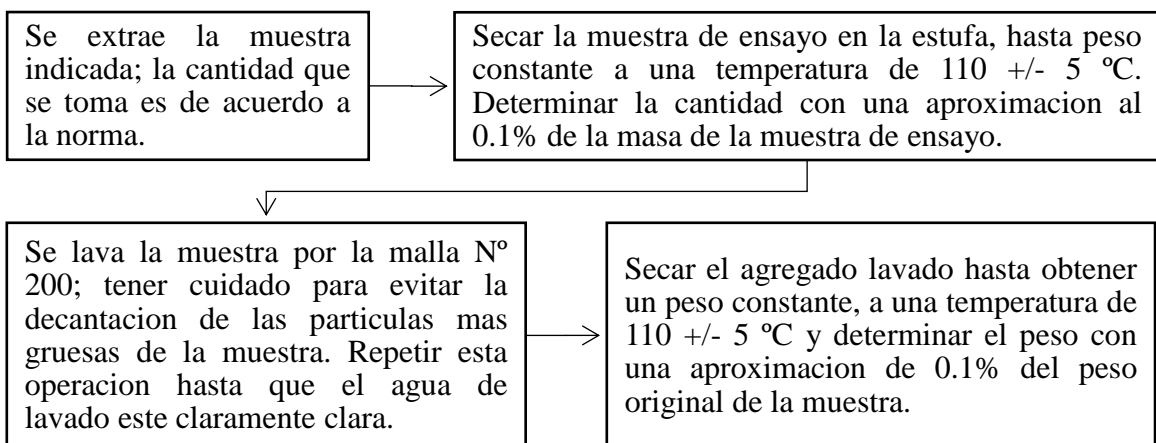 Se extrae la muestra
indicada; la cantidad que
se toma es de acuerdo a
la norma.
Secar la muestra de ensayo en la estufa, hasta peso
constante a una temperatura de 110 +/- 5 ºC.
Determinar la cantidad con una aproximacion al
0.1% de la masa de la muestra de ensayo.
Se lava la muestra por la malla Nº
200; tener cuidado para evitar la
decantacion de las particulas mas
gruesas de la muestra. Repetir esta
operacion hasta que el agua de
lavado este claramente clara.
Secar el agregado lavado hasta obtener
un peso constante, a una temperatura de
110 +/- 5 ºC y determinar el peso con
una aproximacion de 0.1% del peso
original de la muestra.